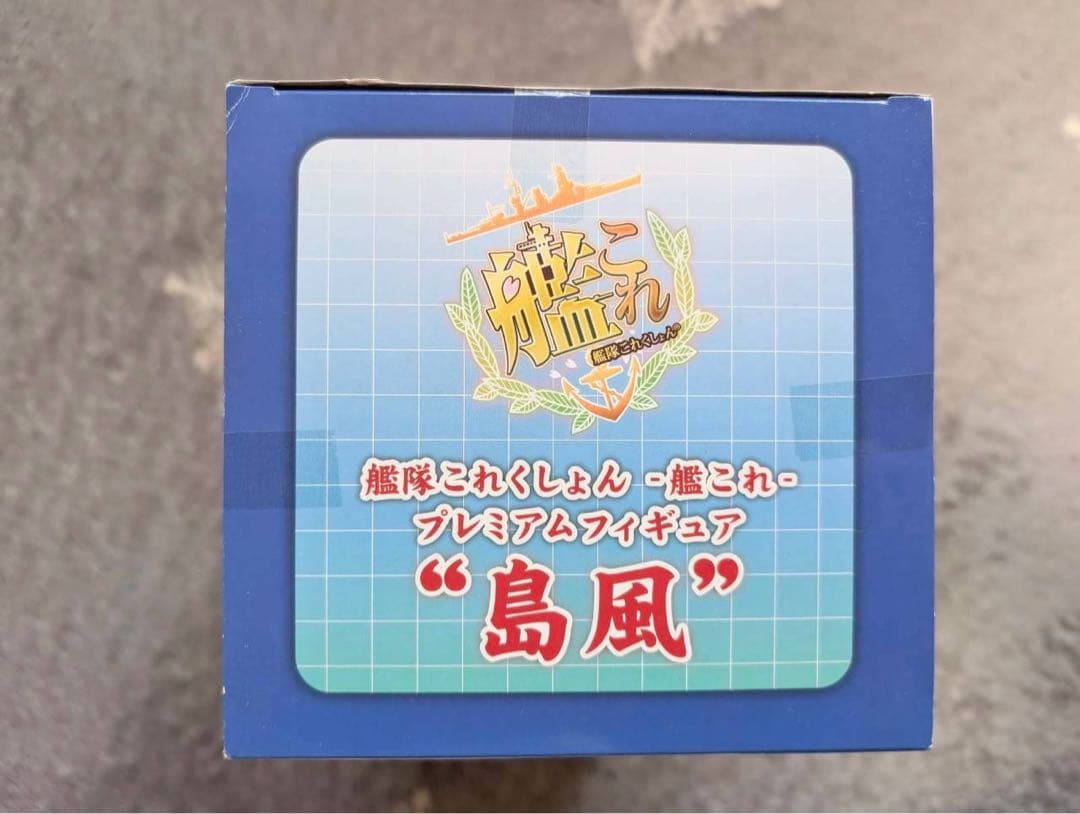 艦これ
艦隊これくしょん®
艦隊これくしょん -艦これ-
プレミアムフィギュア
“島風”